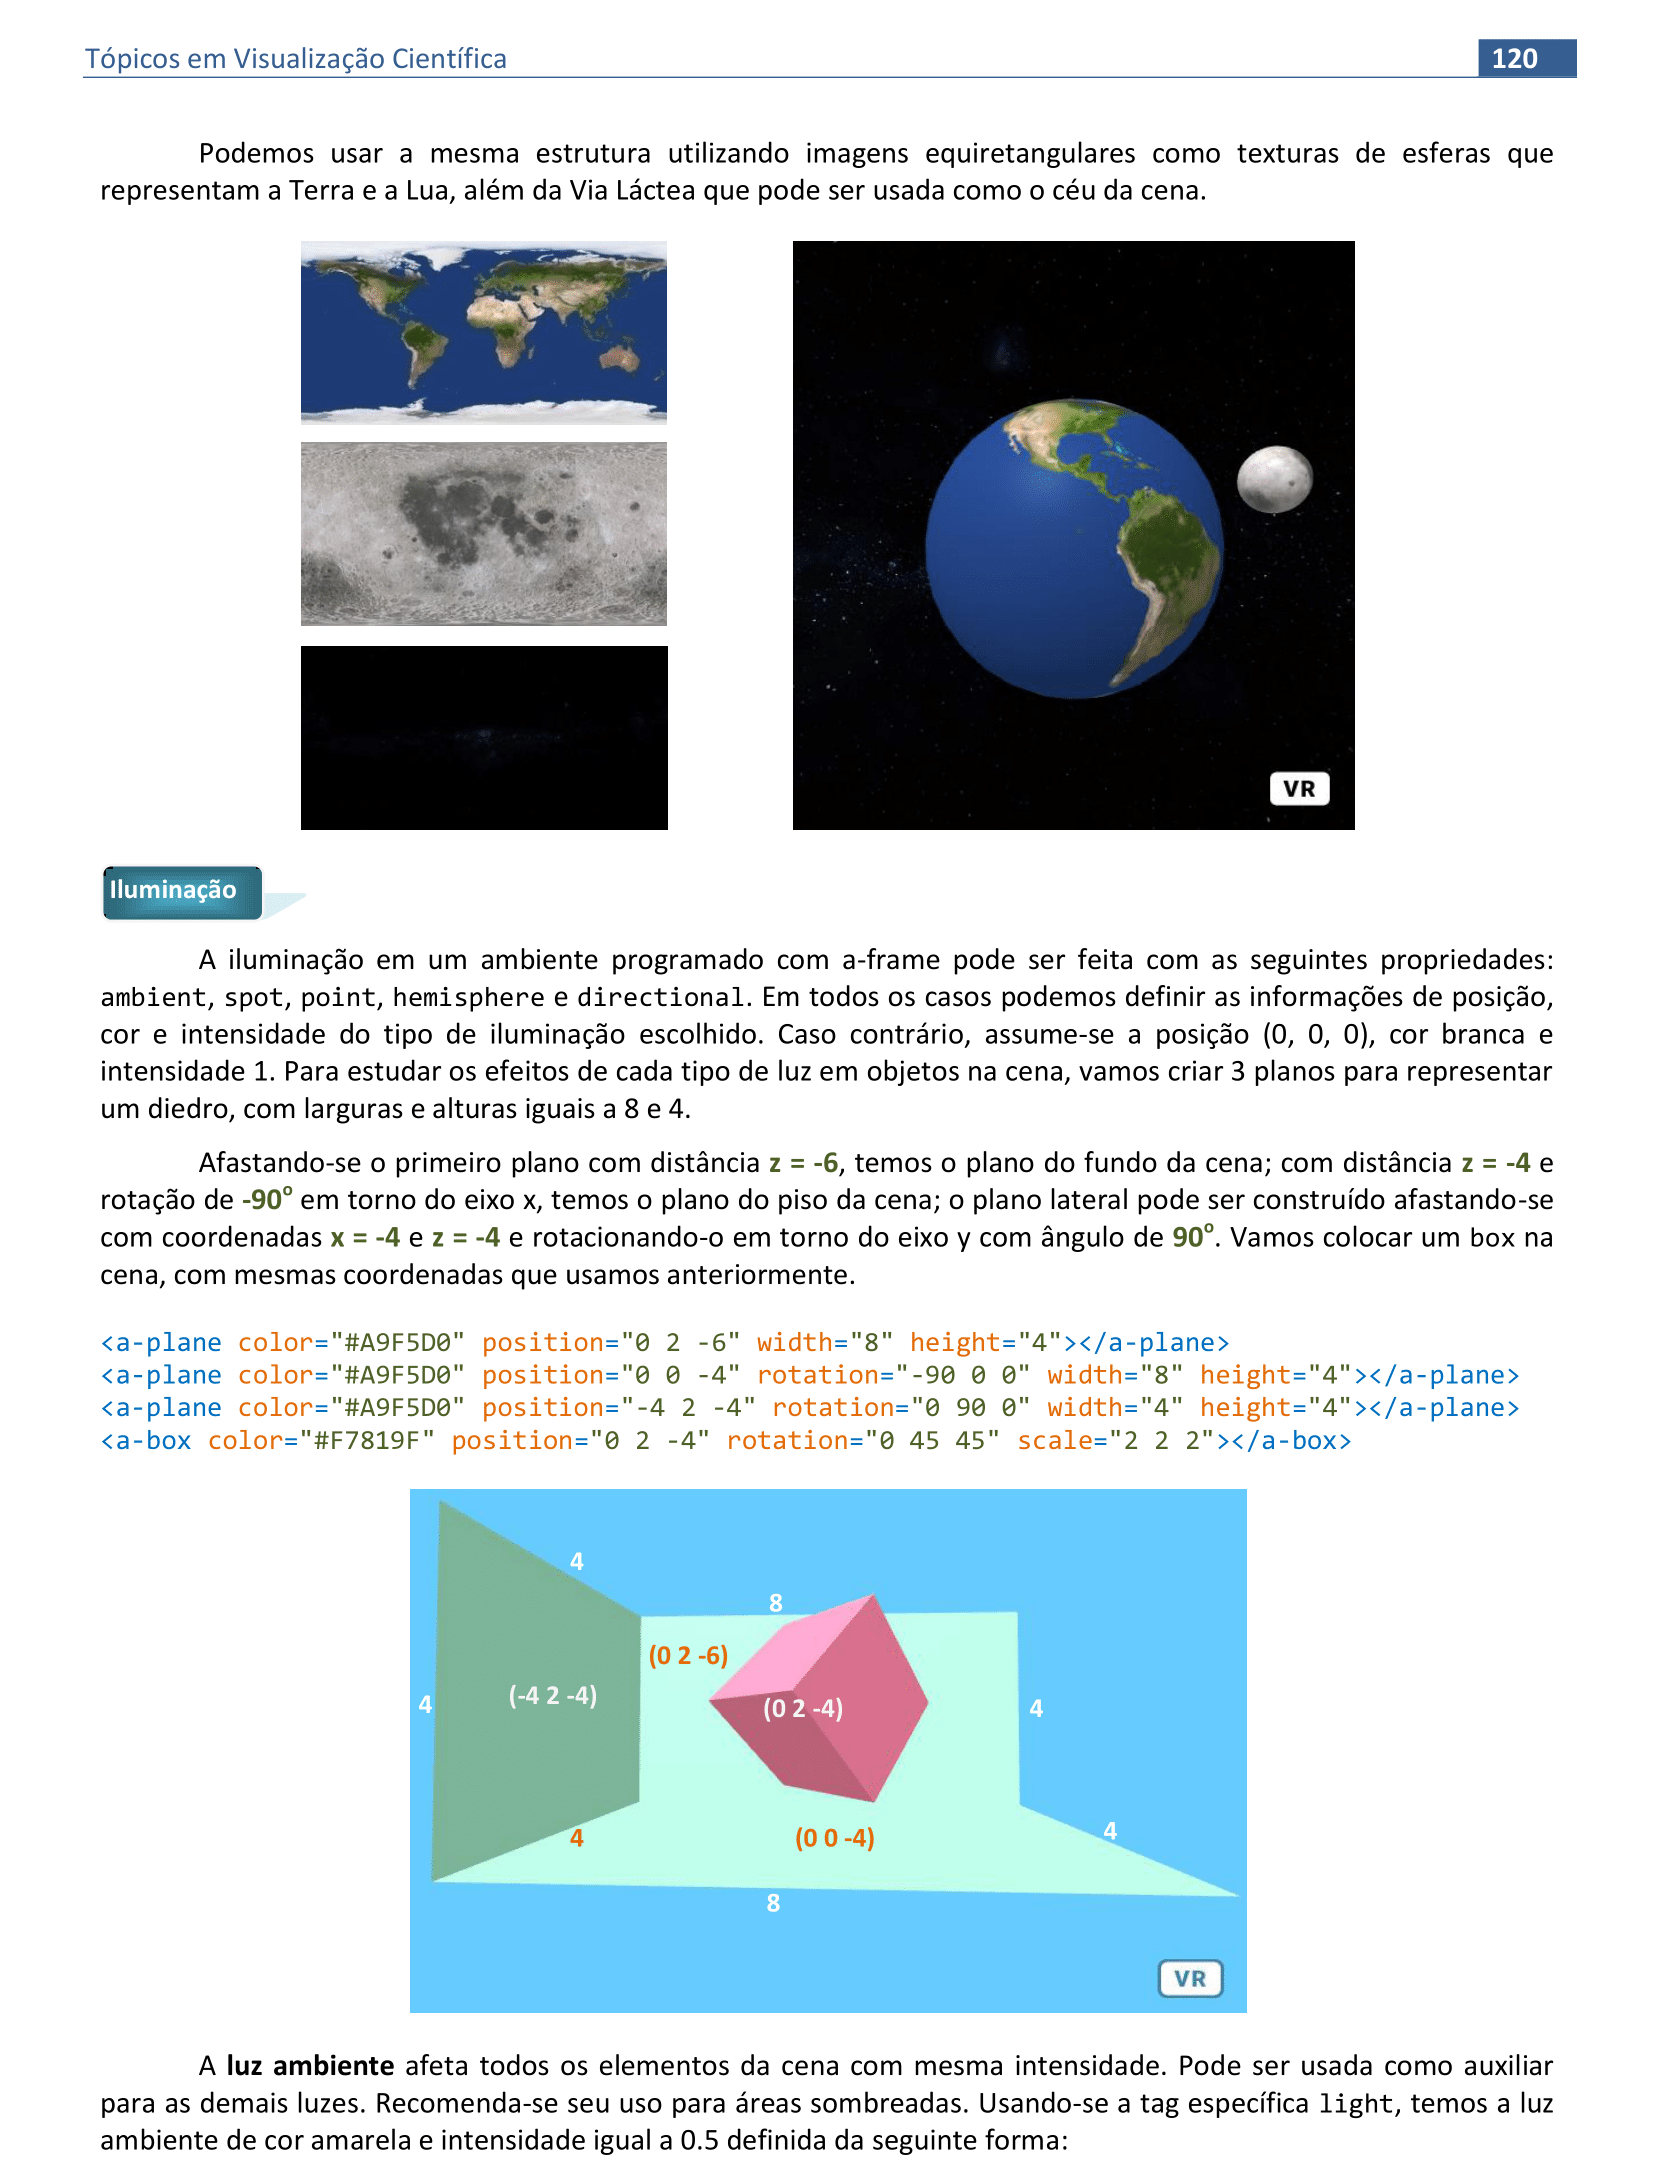 Tópicos em Visualização Científica 120
Podemos usar a mesma estrutura utilizando imagens equiretangulares como texturas de esferas que
representam a Terra e a Lua, além da Via Láctea que pode ser usada como o céu da cena.
VR
Iluminação
A iluminação em um ambiente programado com a-frame pode ser feita com as seguintes propriedades:
ambient, spot, point, hemisphere e directional. Em todos os casos podemos definir as informações de posição,
cor e intensidade do tipo de iluminação escolhido. Caso contrário, assume-se a posição (0, 0, 0), cor branca e
intensidade 1. Para estudar os efeitos de cada tipo de luz em objetos na cena, vamos criar 3 planos para representar
um diedro, com larguras e alturas iguais a 8 e 4.
Afastando-se o primeiro plano com distância z = -6, temos o plano do fundo da cena; com distância z = -4 e
rotação de -90º em torno do eixo x, temos o plano do piso da cena; o plano lateral pode ser construído afastando-se
com coordenadas x = -4 e z = -4 e rotacionando-o em torno do eixo y com ângulo de 90º. Vamos colocar um box na
cena, com mesmas coordenadas que usamos anteriormente.
<a-plane color="#A9F5D0" position="0 2 -6" width="8" height="4"></a-plane>
<a-plane color="#A9F5D0" position="0 0 -4" rotation="-90 0 0" width="8" height="4"></a-plane>
<a-plane color="#A9F5D0" position="-4 2 -4" rotation="0 90 0" width="4" height="4"></a-plane>
<a-box color="#F7819F" position="0 2 -4" rotation="0 45 45" scale="2 2 2"></a-box>
4
8
(0 2 -6)
(-4 2 -4)
4
(0 2 -4)
4
4
(0 0 -4)
4
8
VR
A luz ambiente afeta todos os elementos da cena com mesma intensidade. Pode ser usada como auxiliar
para as demais luzes. Recomenda-se seu uso para áreas sombreadas. Usando-se a tag específica light, temos a luz
ambiente de cor amarela e intensidade igual a 0.5 definida da seguinte forma: